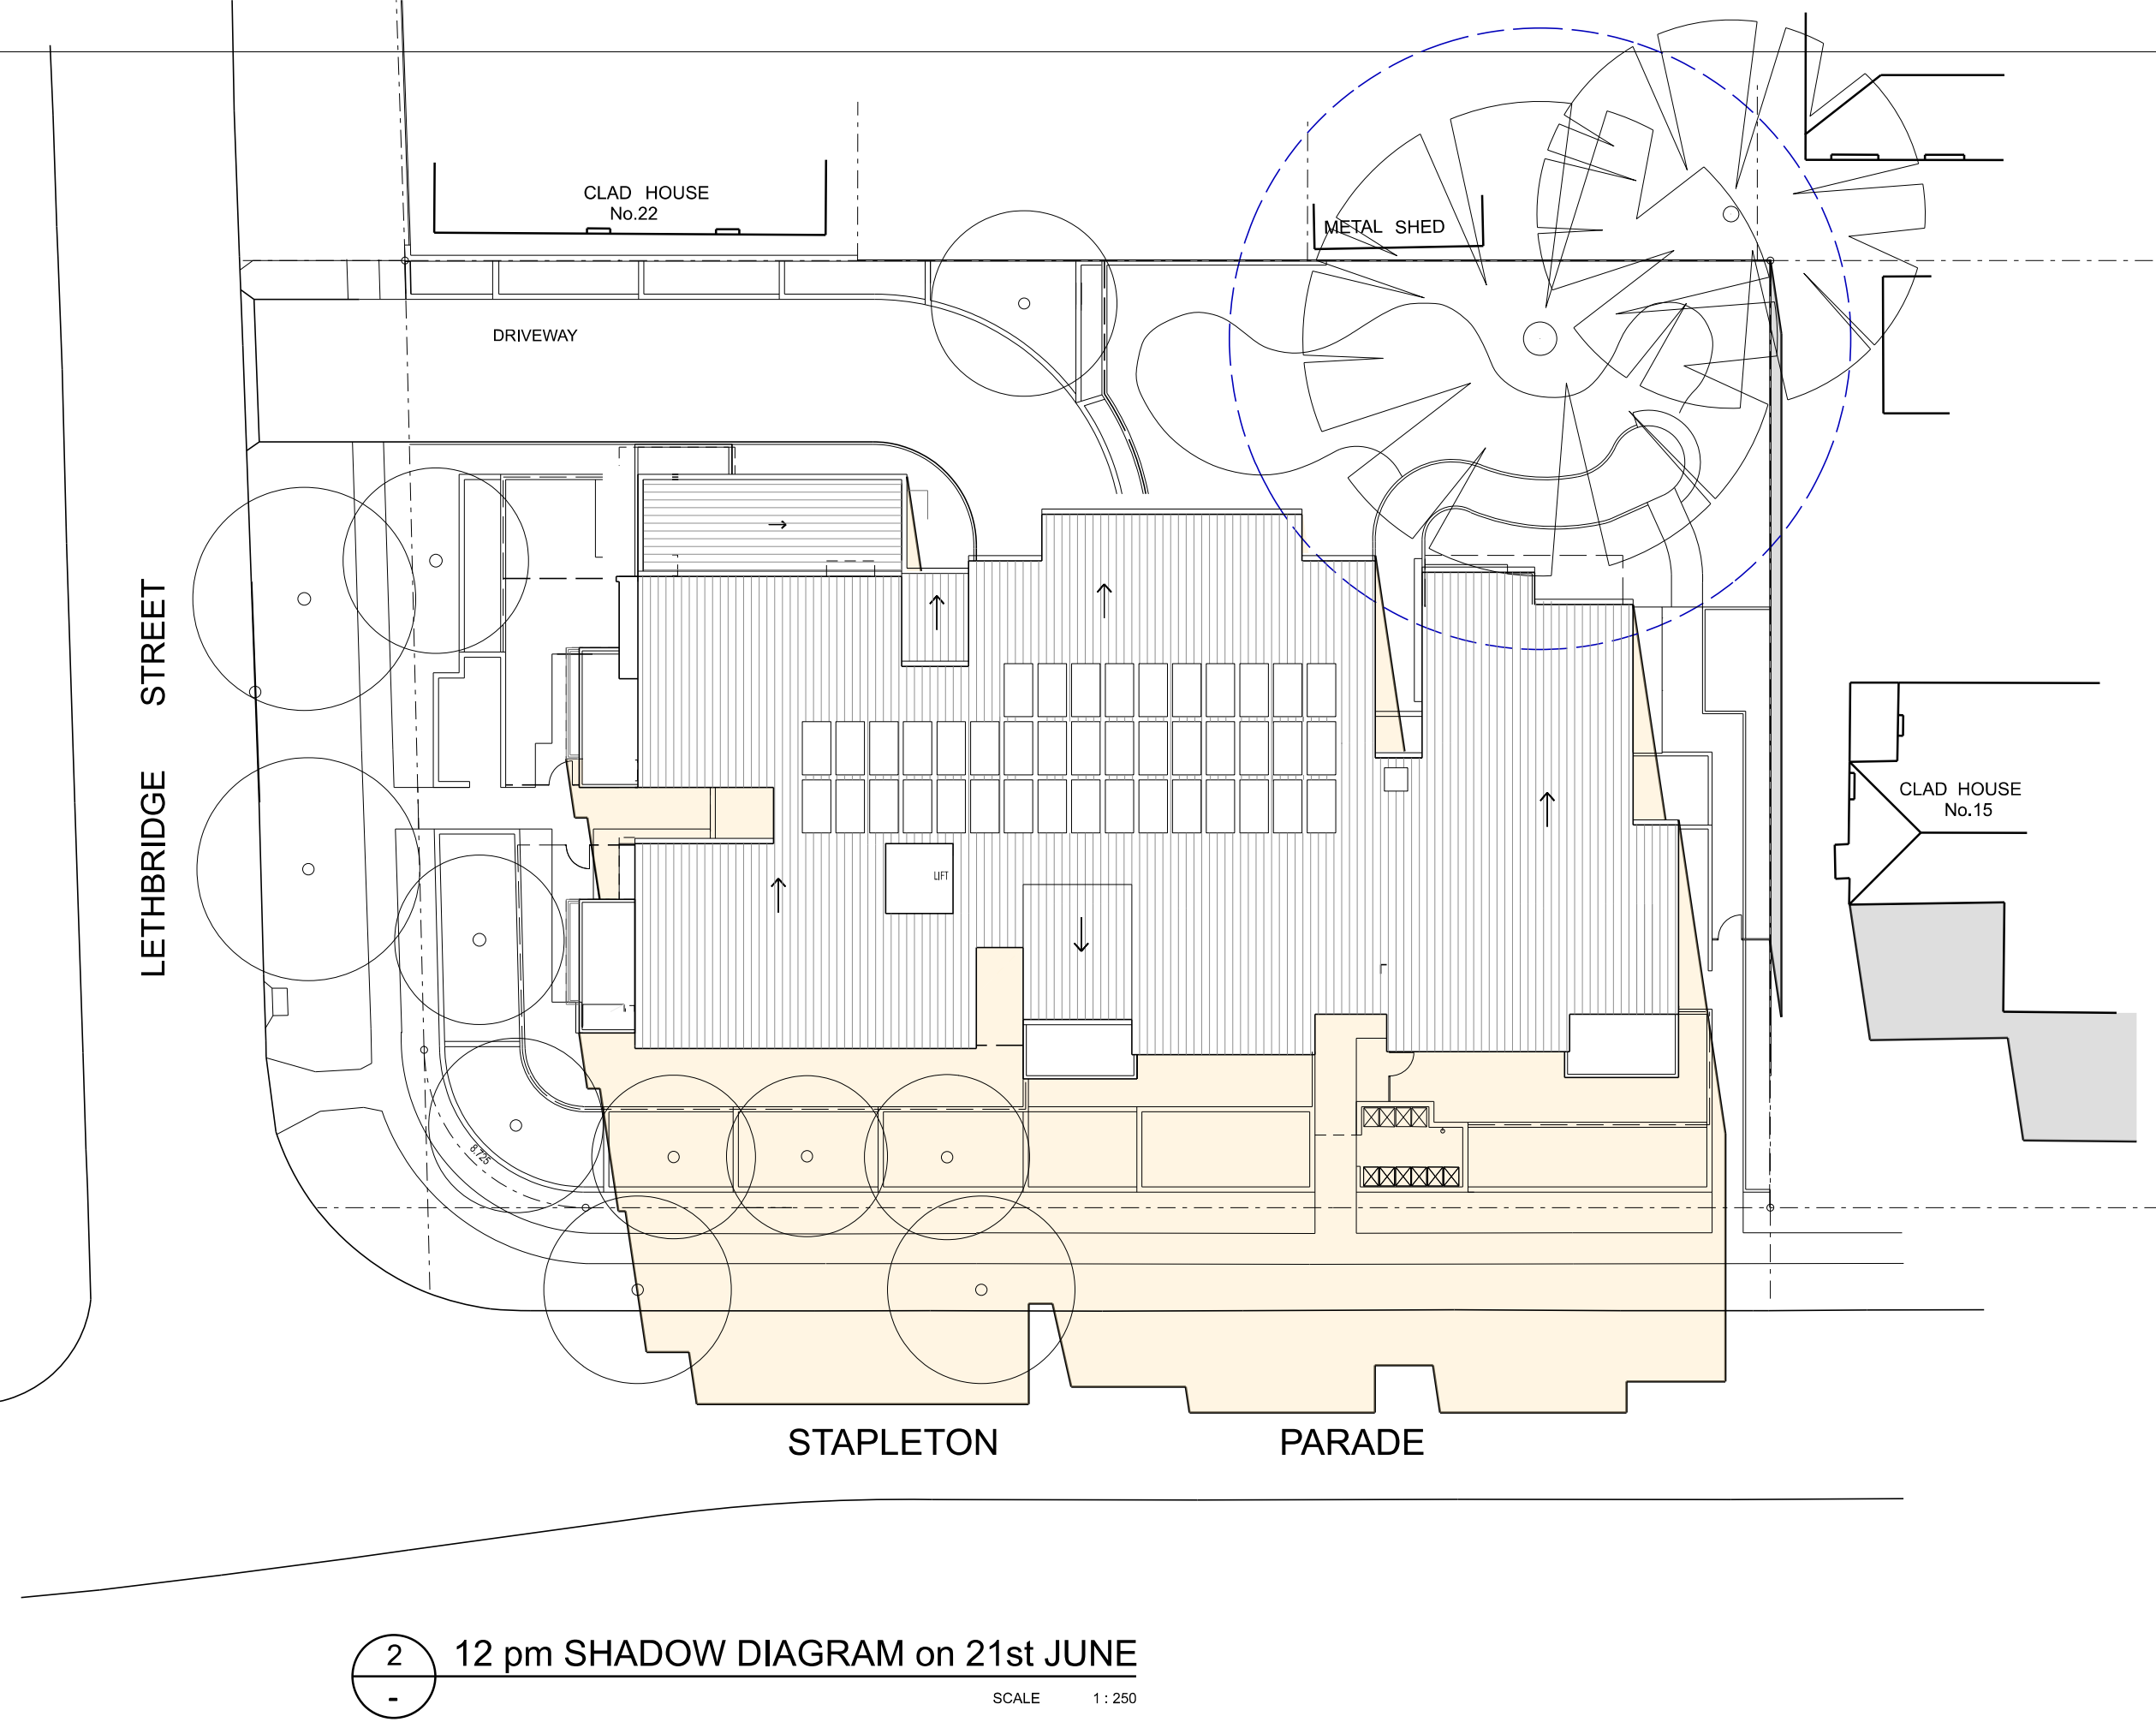 CLAD HOUSE
No.22
METAL SHED
DRIVEWAY
LETHBRIDGE STREET
CLAD HOUSE
No.15
LIFT
8.725
STAPLETON PARADE
2
-
12 pm SHADOW DIAGRAM on 21st JUNE
SCALE 1 : 250